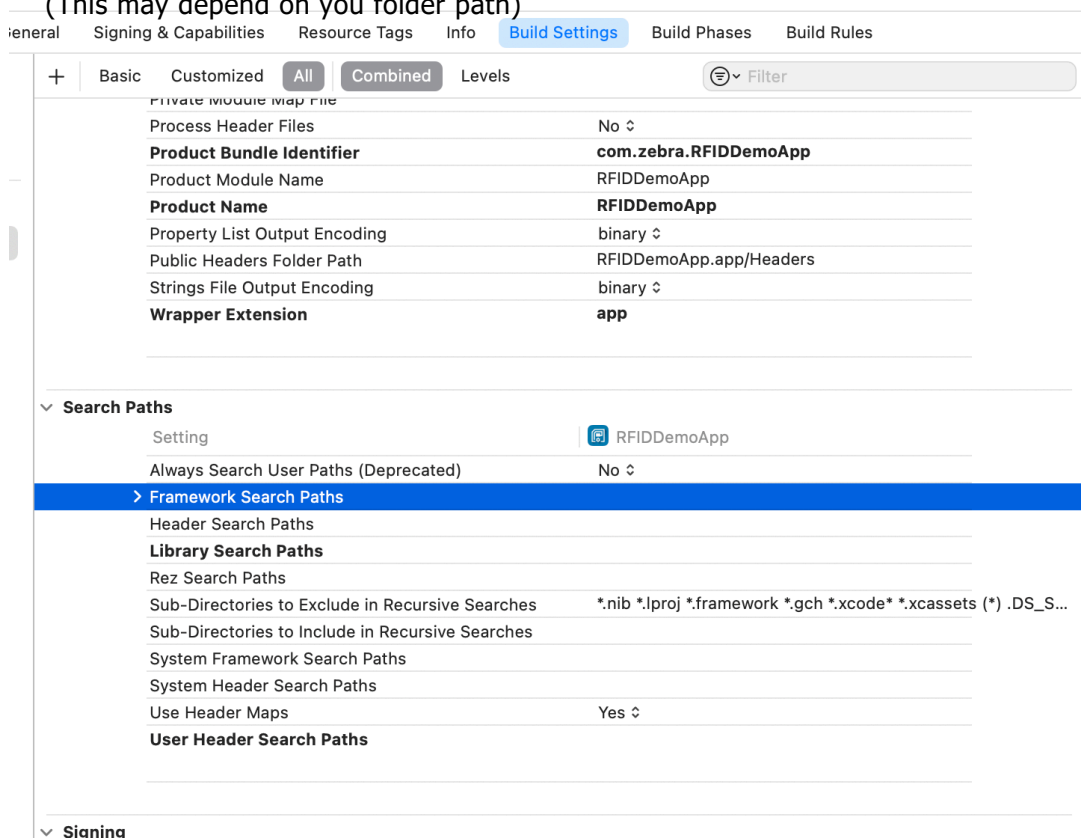 (This may depend on you folder path)
General Signing & Capabilities Resource Tags Info Build Settings Build Phases Build Rules
+ Basic Customized All Combined Levels Filter
Private Module Map File
Process Header Files No
Product Bundle Identifier com.zebra.RFIDDemoApp
Product Module Name RFIDDemoApp
Product Name RFIDDemoApp
Property List Output Encoding binary
Public Headers Folder Path RFIDDemoApp.app/Headers
Strings File Output Encoding binary
Wrapper Extension app
Search Paths
Setting RFIDDemoApp
Always Search User Paths (Deprecated) No
Framework Search Paths
Header Search Paths
Library Search Paths
Rez Search Paths
Sub-Directories to Exclude in Recursive Searches *.nib *.lproj *.framework *.gch *.xcode* *.xcassets (*) .DS_S...
Sub-Directories to Include in Recursive Searches
System Framework Search Paths
System Header Search Paths
Use Header Maps Yes
User Header Search Paths
Signing